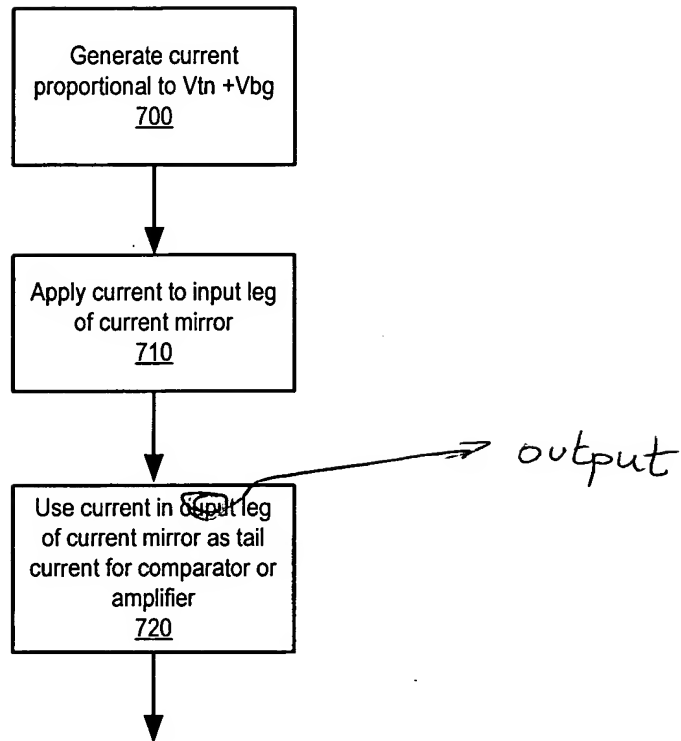 Generate current
proportional to Vtn +Vbg
700
Apply current to input leg
of current mirror
710
Use current in ouput leg
of current mirror as tail
current for comparator or
amplifier
720
output